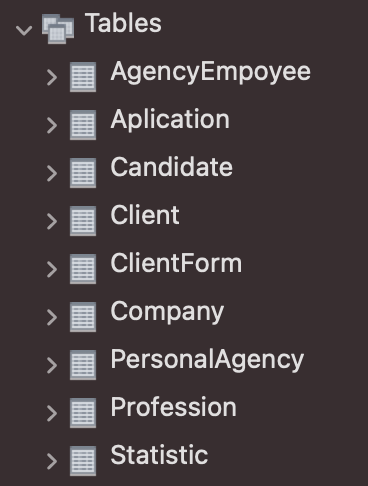 Tables
AgencyEmpoyee
Aplication
Candidate
Client
ClientForm
Company
PersonalAgency
Profession
Statistic